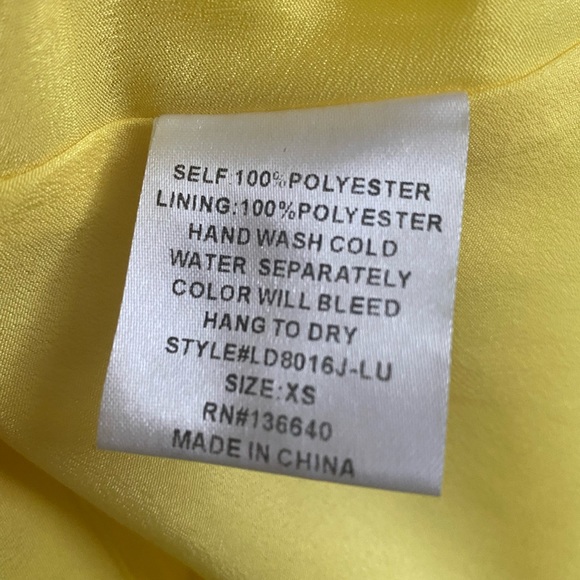 SELF:100%POLYESTER
LINING:100%POLYESTER
HAND WASH COLD
WATER SEPARATELY
COLOR WILL BLEED
HANG TO DRY
STYLE#LD8016J-LU
SIZE:XS
RN#136640
MADE IN CHINA